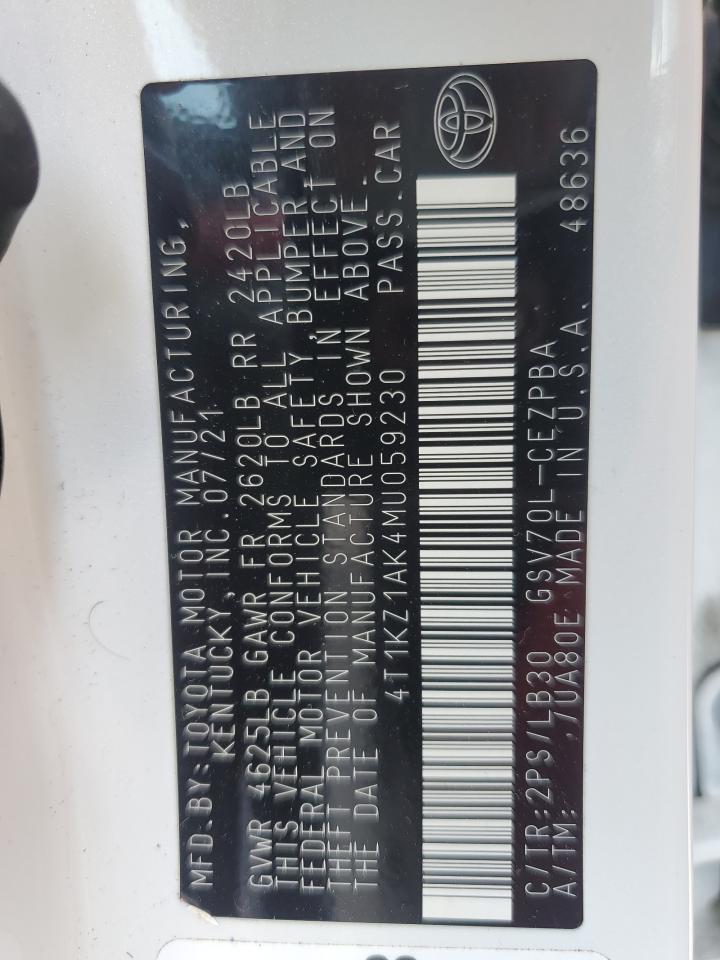 MFD. BY: TOYOTA MOTOR MANUFACTURING,
KENTUCKY, INC. 07/21
GVWR 4625LB GAWR FR 2620LB RR 2420LB
THIS VEHICLE CONFORMS TO ALL APPLICABLE
FEDERAL MOTOR VEHICLE SAFETY, BUMPER AND
THEFT PREVENTION STANDARDS IN EFFECT ON
THE DATE OF MANUFACTURE SHOWN ABOVE.
4T1KZ1AK4MU059230 PASS. CAR
C/TR: 2PS/LB30 GSV70L-CEZPBA
A/TM: ,7UA80E MADE IN U.S.A. 48636